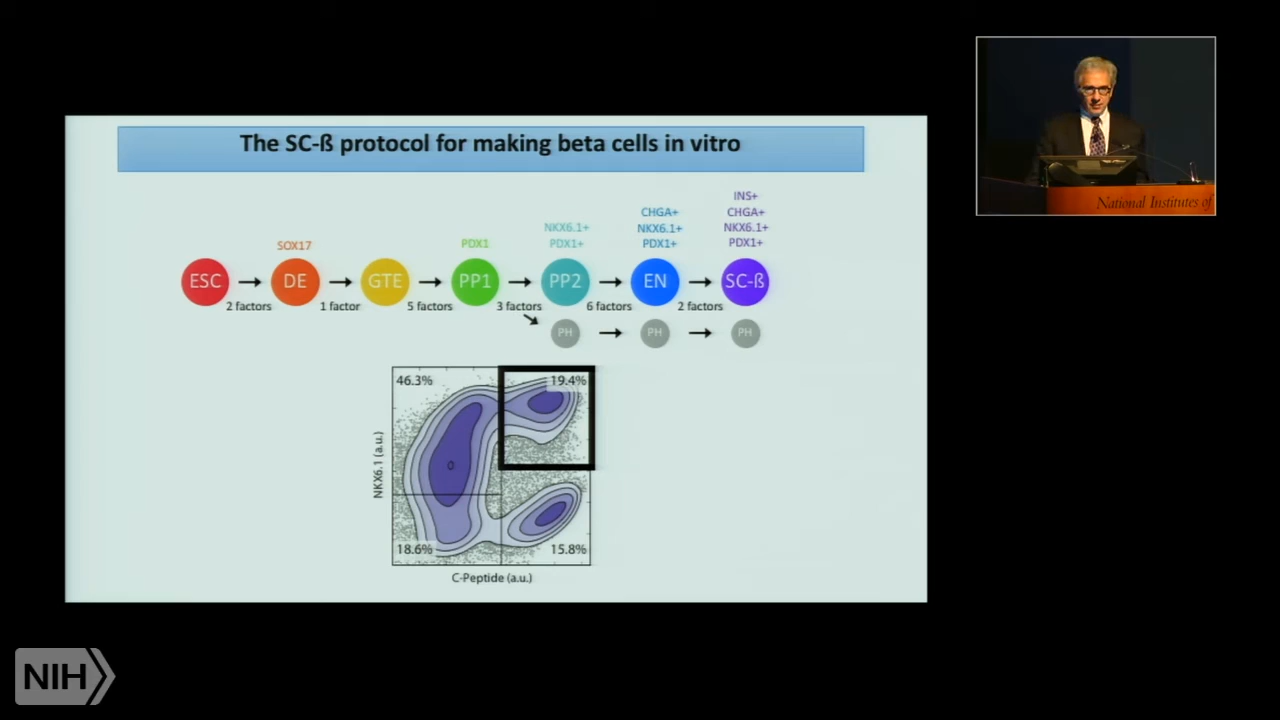 The SC-ß protocol for making beta cells in vitro
INS+
CHGA+
CHGA+
NKX6.1+
NKX6.1+
NKX6.1+
SOX17
PDX1
PDX1+
PDX1+
PDX1+
ESC
DE
GTE
PP1
PP2
EN
SC-ß
2 factors
1 factor
5 factors
3 factors
6 factors
2 factors
PH
PH
PH
46.3%
19.4%
NKX6.1 (a.u.)
18.6%
15.8%
C-Peptide (a.u.)
National Institutes of
NIH